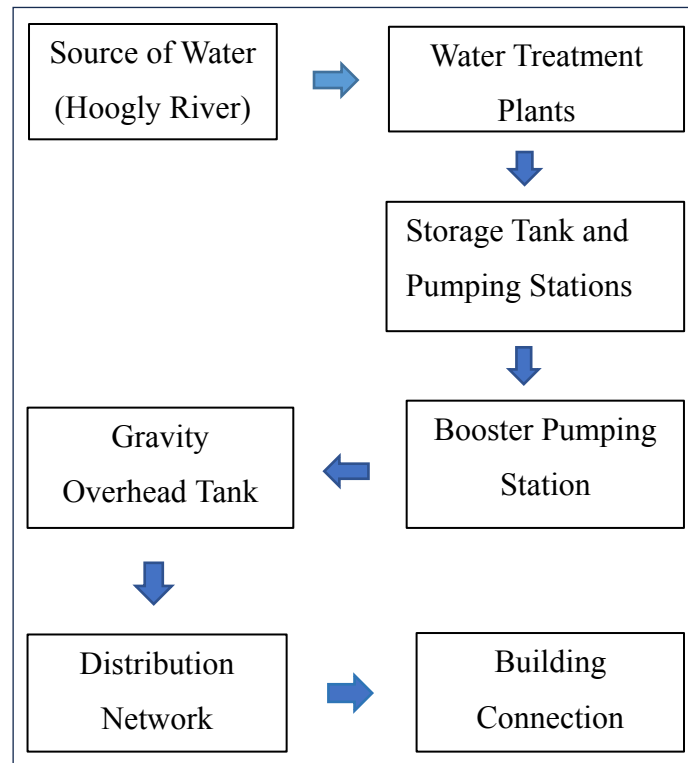 Source of Water
(Hoogly River)
Water Treatment
Plants
Storage Tank and
Pumping Stations
Booster Pumping
Station
Gravity
Overhead Tank
Distribution
Network
Building
Connection